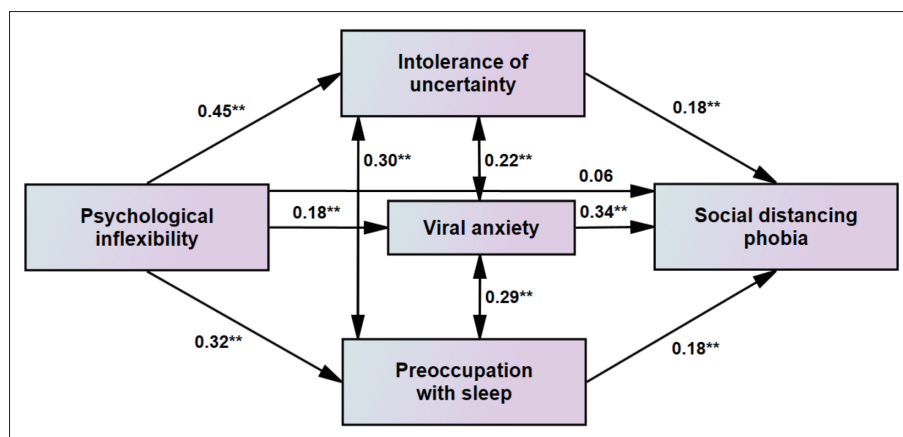 Intolerance of
uncertainty
0.45**
0.18**
0.30**
0.22**
0.06
Psychological
inflexibility
0.18**
Viral anxiety
0.34**
Social distancing
phobia
0.29**
0.32**
0.18**
Preoccupation
with sleep